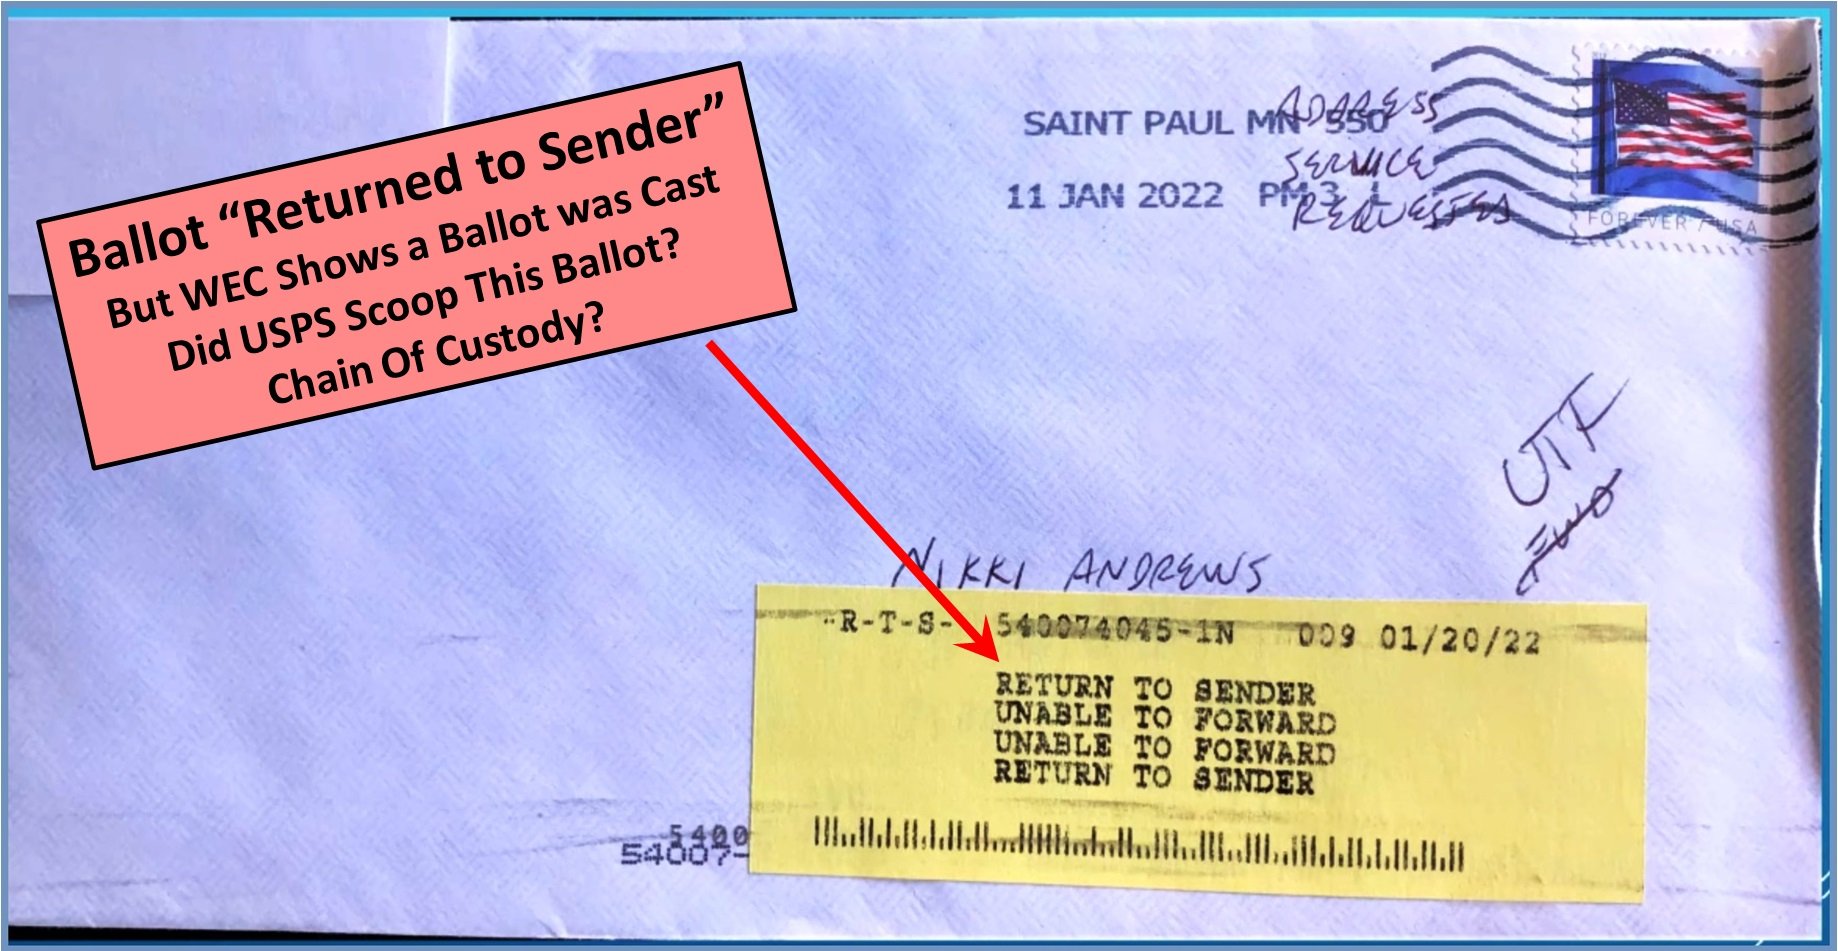 Ballot “Returned to Sender”
But WEC Shows a Ballot was Cast
Did USPS Scoop This Ballot?
Chain Of Custody?
SAINT PAUL MN 550
11 JAN 2022 PM 3 L
ADDRESS
SERVICE
REQUESTED
FOREVER / USA
UTF
NIKKI ANDREWS
R-T-S- 540074045-1N 009 01/20/22
RETURN TO SENDER
UNABLE TO FORWARD
UNABLE TO FORWARD
RETURN TO SENDER
5400
54007-